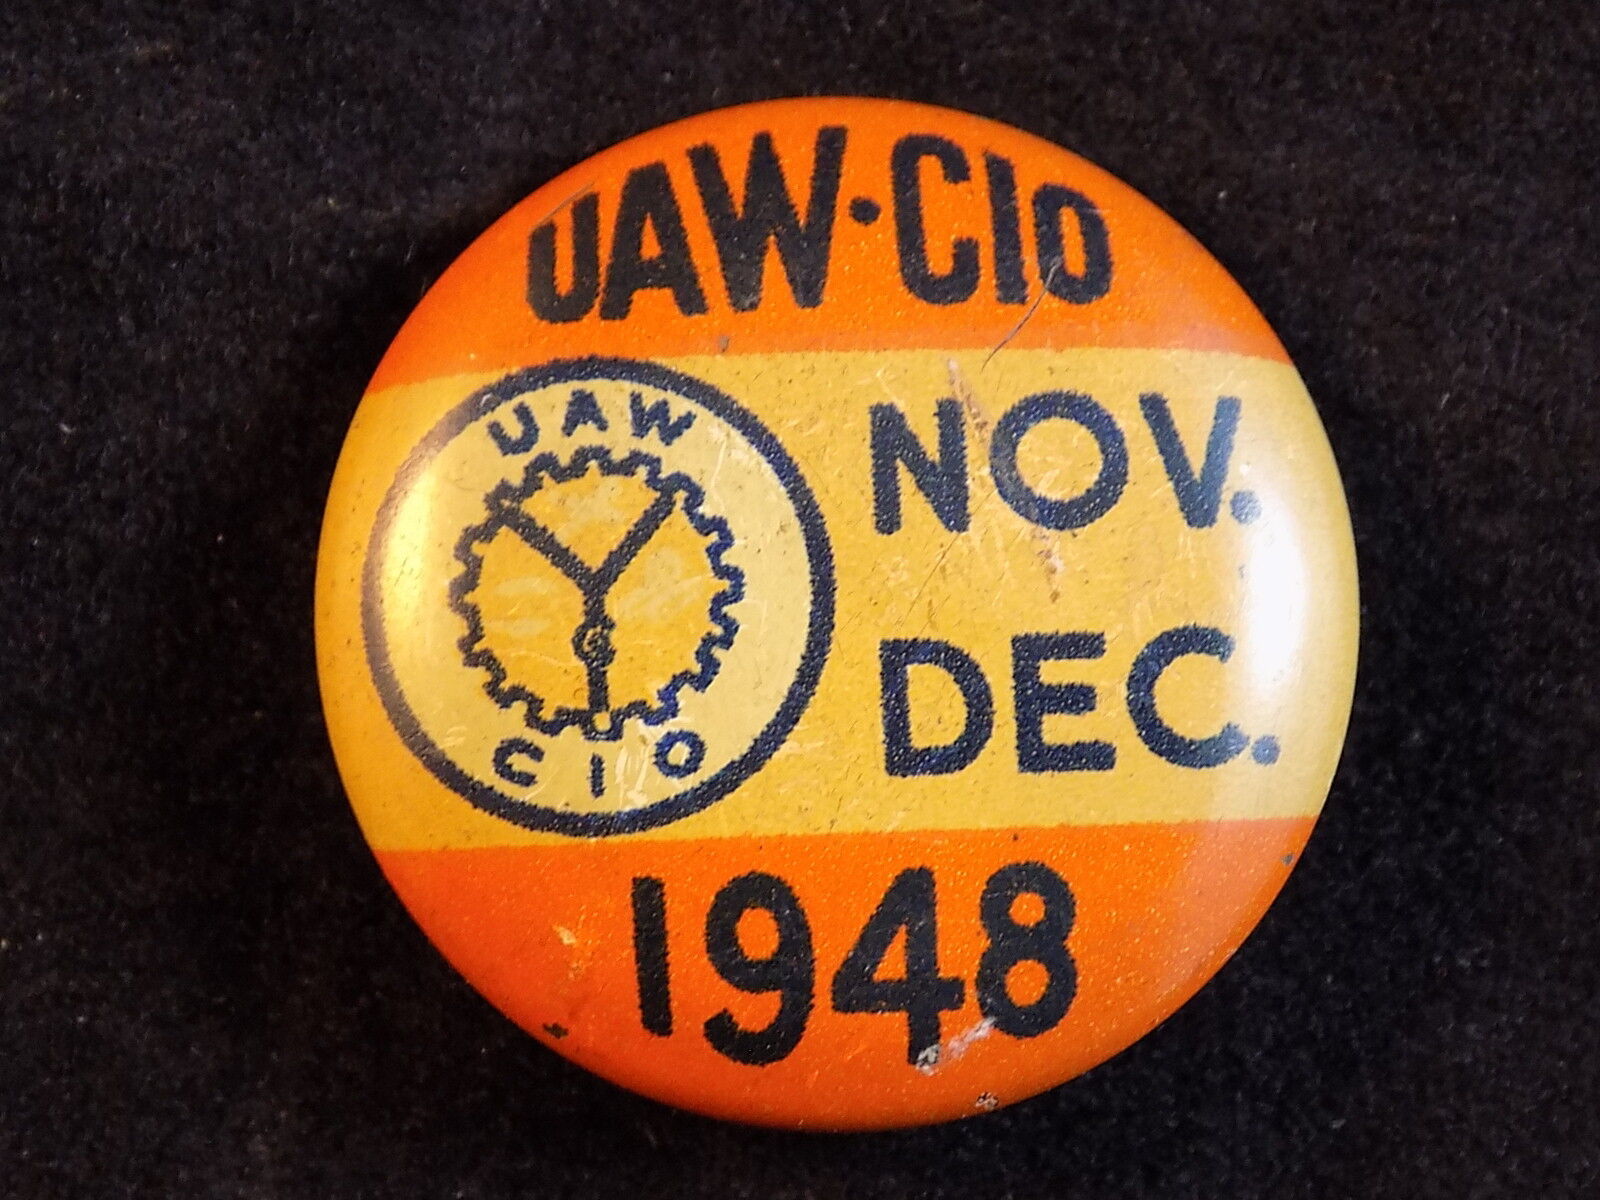 UAW·CIO
UAW
CIO
NOV.
DEC.
1948